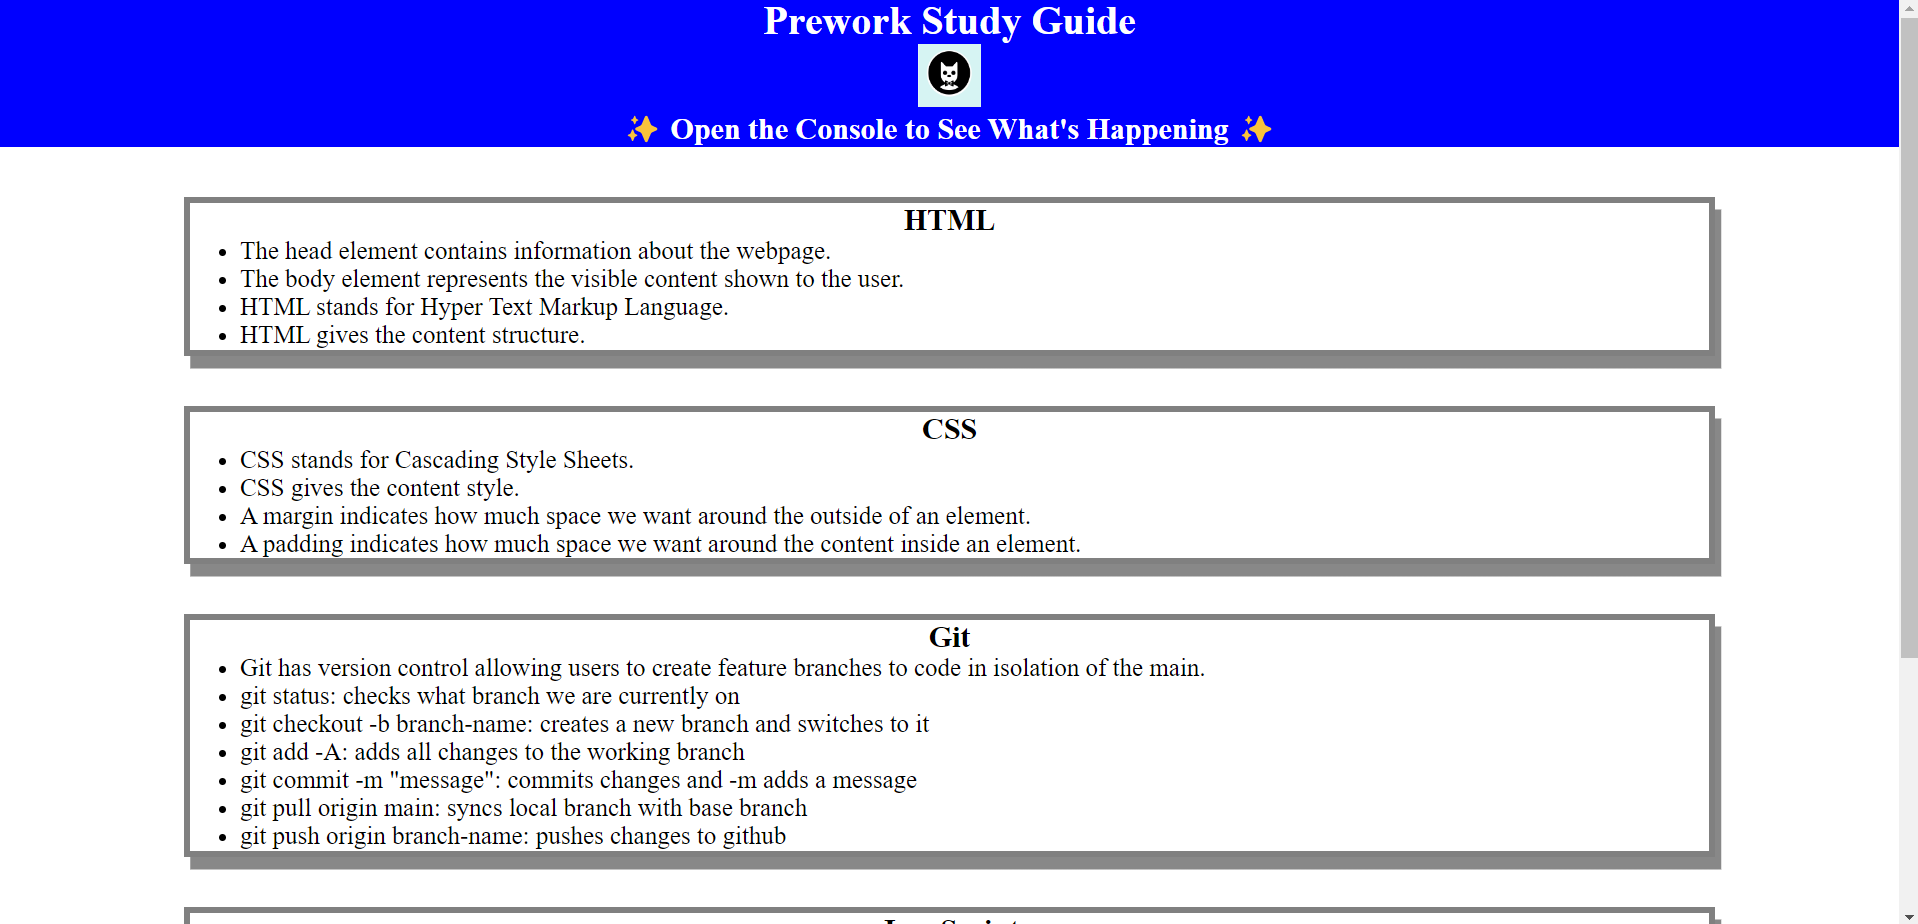 Prework Study Guide
✨ Open the Console to See What's Happening ✨
HTML
• The head element contains information about the webpage.
• The body element represents the visible content shown to the user.
• HTML stands for Hyper Text Markup Language.
• HTML gives the content structure.
CSS
• CSS stands for Cascading Style Sheets.
• CSS gives the content style.
• A margin indicates how much space we want around the outside of an element.
• A padding indicates how much space we want around the content inside an element.
Git
• Git has version control allowing users to create feature branches to code in isolation of the main.
• git status: checks what branch we are currently on
• git checkout -b branch-name: creates a new branch and switches to it
• git add -A: adds all changes to the working branch
• git commit -m "message": commits changes and -m adds a message
• git pull origin main: syncs local branch with base branch
• git push origin branch-name: pushes changes to github